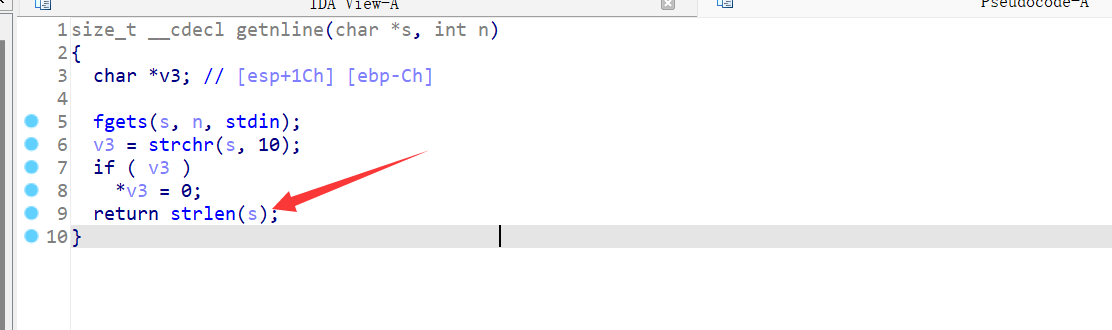 IDA View-A
Pseudocode-A
1 size_t __cdecl getnline(char *s, int n)
2 {
3 char *v3; // [esp+1Ch] [ebp-Ch]
4
5 fgets(s, n, stdin);
6 v3 = strchr(s, 10);
7 if ( v3 )
8 *v3 = 0;
9 return strlen(s);
10 }